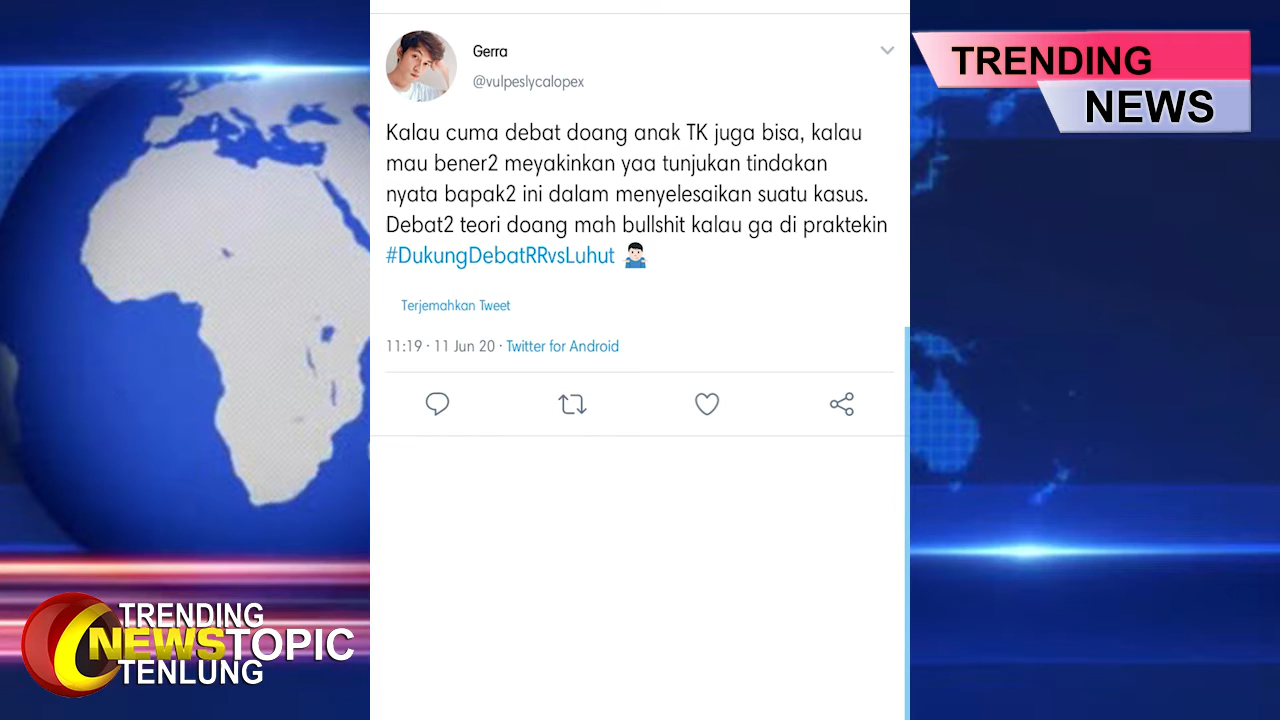 Gerra
@vulpeslycalopex
Kalau cuma debat doang anak TK juga bisa, kalau
mau bener2 meyakinkan yaa tunjukan tindakan
nyata bapak2 ini dalam menyelesaikan suatu kasus.
Debat2 teori doang mah bullshit kalau ga di praktekin
#DukungDebatRRvsLuhut 🤷🏻‍♂️
Terjemahkan Tweet
11:19 · 11 Jun 20 · Twitter for Android
TRENDING
NEWS
TRENDING
NEWSTOPIC
TENLUNG